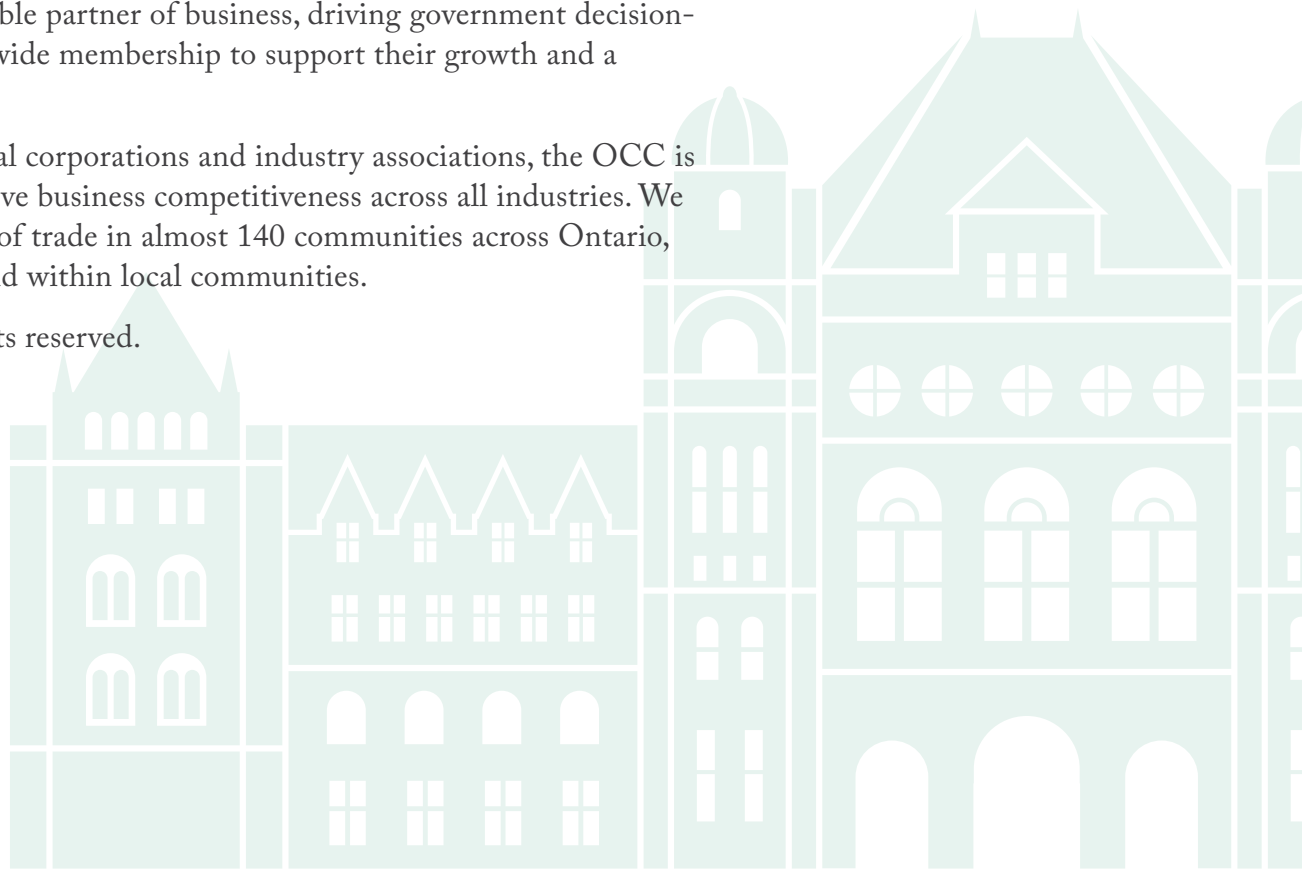 ble partner of business, driving government decision-
wide membership to support their growth and a
al corporations and industry associations, the OCC is
ve business competitiveness across all industries. We
of trade in almost 140 communities across Ontario,
d within local communities.
ts reserved.